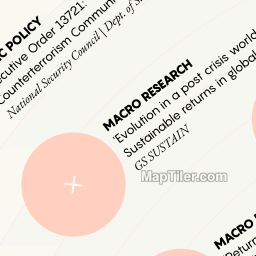 C POLICY
ecutive Order 13721:
Counterterrorism Commun
National Security Council | Dept. of S
MACRO RESEARCH
'Evolution in a post crisis world
Sustainable returns in global
GS SUSTAIN
MapTiler.com
MACRO
'Return